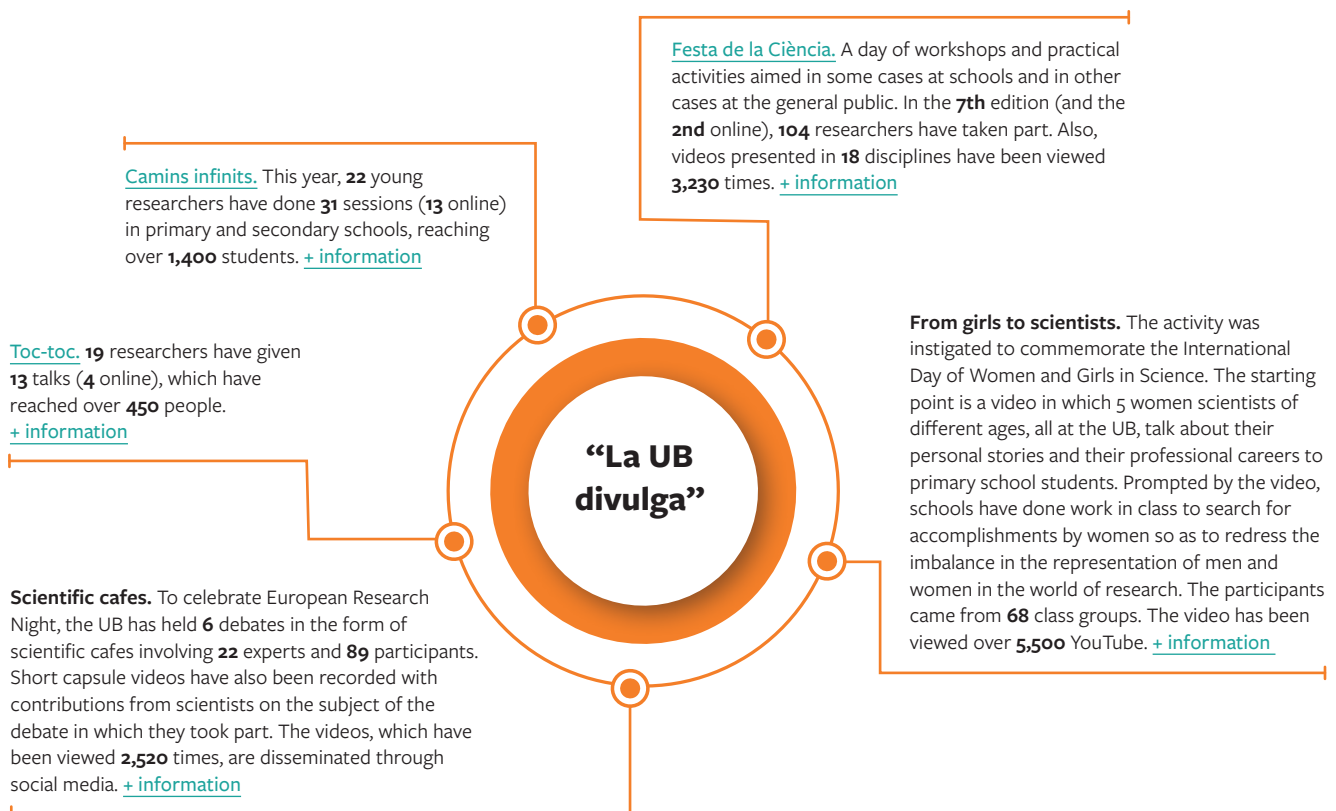 Festa de la Ciència. A day of workshops and practical
activities aimed in some cases at schools and in other
cases at the general public. In the 7th edition (and the
2nd online), 104 researchers have taken part. Also,
videos presented in 18 disciplines have been viewed
3,230 times. + information
Camins infinits. This year, 22 young
researchers have done 31 sessions (13 online)
in primary and secondary schools, reaching
over 1,400 students. + information
Toc-toc. 19 researchers have given
13 talks (4 online), which have
reached over 450 people.
+ information
“La UB
divulga”
From girls to scientists. The activity was
instigated to commemorate the International
Day of Women and Girls in Science. The starting
point is a video in which 5 women scientists of
different ages, all at the UB, talk about their
personal stories and their professional careers to
primary school students. Prompted by the video,
schools have done work in class to search for
accomplishments by women so as to redress the
imbalance in the representation of men and
women in the world of research. The participants
came from 68 class groups. The video has been
viewed over 5,500 YouTube. + information
Scientific cafes. To celebrate European Research
Night, the UB has held 6 debates in the form of
scientific cafes involving 22 experts and 89 participants.
Short capsule videos have also been recorded with
contributions from scientists on the subject of the
debate in which they took part. The videos, which have
been viewed 2,520 times, are disseminated through
social media. + information